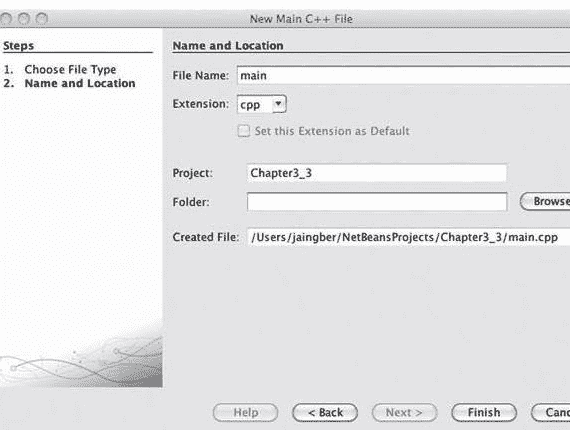 New Main C++ File
Steps
1. Choose File Type
2. Name and Location
Name and Location
File Name: main
Extension: cpp
Set this Extension as Default
Project: Chapter3_3
Folder:
Browse
Created File: /Users/jaingber/NetBeansProjects/Chapter3_3/main.cpp
Help < Back Next > Finish Canc